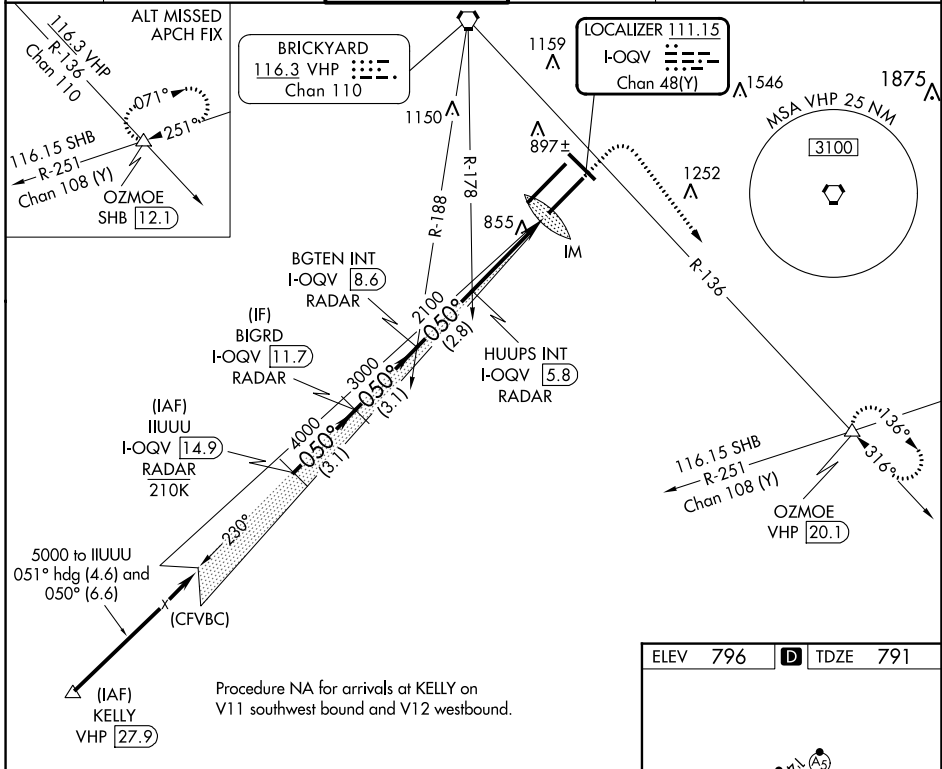 ALT MISSED
APCH FIX
116.3 VHP
R-136
Chan 110
071°
251°
116.15 SHB
R-251
Chan 108 (Y)
OZMOE
SHB 12.1
BRICKYARD
116.3 VHP
Chan 110
LOCALIZER 111.15
I-OQV
Chan 48(Y)
1159
1546
1875
1150
897±
1252
855
MSA VHP 25 NM
3100
R-188
R-178
R-136
IM
BGTEN INT
I-OQV 8.6
RADAR
2100
050°
(2.8)
HUUPS INT
I-OQV 5.8
RADAR
(IF)
BIGRD
I-OQV 11.7
RADAR
3000
050°
(3.1)
(IAF)
IIUUU
I-OQV 14.9
RADAR
210K
4000
050°
(3.1)
230°
116.15 SHB
R-251
Chan 108 (Y)
136°
316°
OZMOE
VHP 20.1
5000 to IIUUU
051° hdg (4.6) and
050° (6.6)
X
(CFVBC)
(IAF)
KELLY
VHP 27.9
Procedure NA for arrivals at KELLY on
V11 southwest bound and V12 westbound.
ELEV 796 D TDZE 791
A5